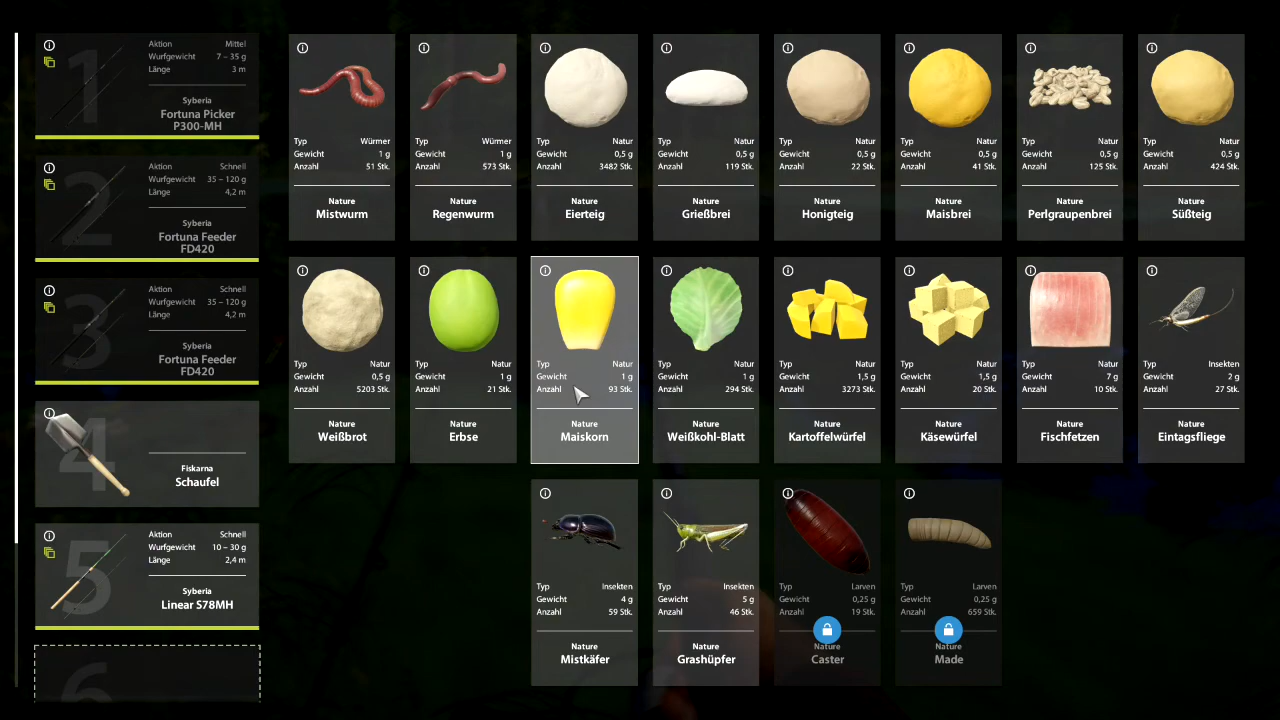 1
Aktion Mittel
Wurfgewicht 7 – 35 g
Länge 3 m
Syberia
Fortuna Picker
P300-MH
2
Aktion Schnell
Wurfgewicht 35 – 120 g
Länge 4,2 m
Syberia
Fortuna Feeder
FD420
3
Aktion Schnell
Wurfgewicht 35 – 120 g
Länge 4,2 m
Syberia
Fortuna Feeder
FD420
4
Fiskarna
Schaufel
5
Aktion Schnell
Wurfgewicht 10 – 30 g
Länge 2,4 m
Syberia
Linear S78MH
6
Typ Würmer
Gewicht 1 g
Anzahl 51 Stk.
Nature
Mistwurm
Typ Würmer
Gewicht 1 g
Anzahl 573 Stk.
Nature
Regenwurm
Typ Natur
Gewicht 0,5 g
Anzahl 3482 Stk.
Nature
Eierteig
Typ Natur
Gewicht 0,5 g
Anzahl 119 Stk.
Nature
Grießbrei
Typ Natur
Gewicht 0,5 g
Anzahl 22 Stk.
Nature
Honigteig
Typ Natur
Gewicht 0,5 g
Anzahl 41 Stk.
Nature
Maisbrei
Typ Natur
Gewicht 0,5 g
Anzahl 125 Stk.
Nature
Perlgraupenbrei
Typ Natur
Gewicht 0,5 g
Anzahl 424 Stk.
Nature
Süßteig
Typ Natur
Gewicht 0,5 g
Anzahl 5203 Stk.
Nature
Weißbrot
Typ Natur
Gewicht 1 g
Anzahl 21 Stk.
Nature
Erbse
Typ Natur
Gewicht 1 g
Anzahl 93 Stk.
Nature
Maiskorn
Typ Natur
Gewicht 1 g
Anzahl 294 Stk.
Nature
Weißkohl-Blatt
Typ Natur
Gewicht 1,5 g
Anzahl 3273 Stk.
Nature
Kartoffelwürfel
Typ Natur
Gewicht 1,5 g
Anzahl 20 Stk.
Nature
Käsewürfel
Typ Natur
Gewicht 7 g
Anzahl 10 Stk.
Nature
Fischfetzen
Typ Insekten
Gewicht 2 g
Anzahl 27 Stk.
Nature
Eintagsfliege
Typ Insekten
Gewicht 4 g
Anzahl 59 Stk.
Nature
Mistkäfer
Typ Insekten
Gewicht 5 g
Anzahl 46 Stk.
Nature
Grashüpfer
Typ Larven
Gewicht 0,25 g
Anzahl 19 Stk.
Nature
Caster
Typ Larven
Gewicht 0,25 g
Anzahl 659 Stk.
Nature
Made